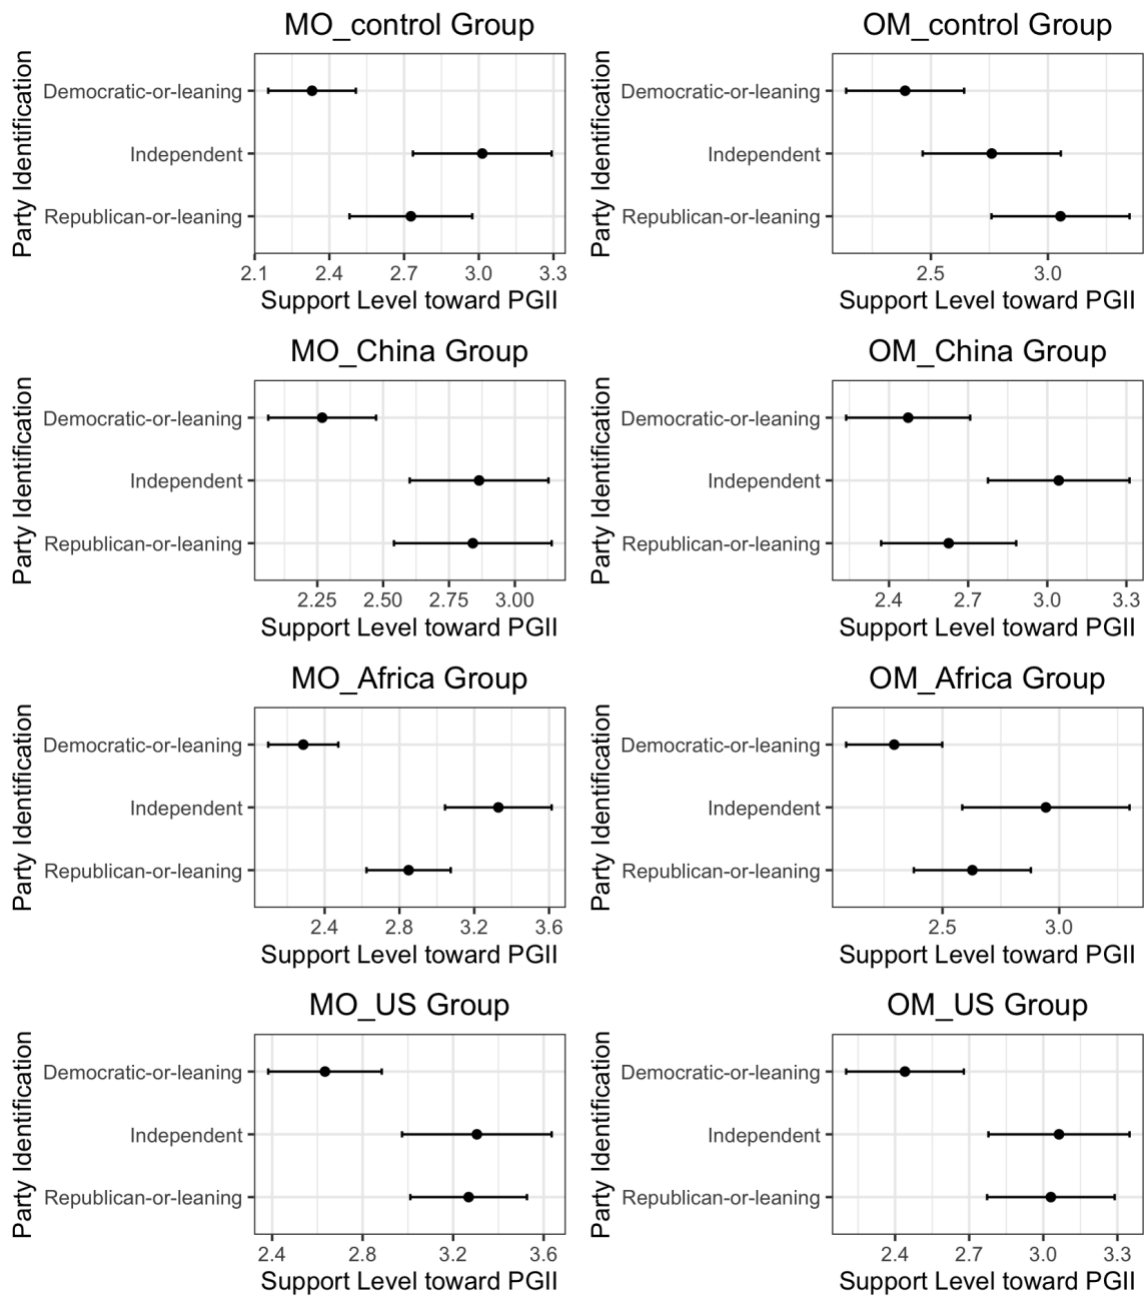 MO_control Group
Party Identification
Democratic-or-leaning
Independent
Republican-or-leaning
2.1 2.4 2.7 3.0 3.3
Support Level toward PGII
OM_control Group
Party Identification
Democratic-or-leaning
Independent
Republican-or-leaning
2.5 3.0
Support Level toward PGII
MO_China Group
Party Identification
Democratic-or-leaning
Independent
Republican-or-leaning
2.25 2.50 2.75 3.00
Support Level toward PGII
OM_China Group
Party Identification
Democratic-or-leaning
Independent
Republican-or-leaning
2.4 2.7 3.0 3.3
Support Level toward PGII
MO_Africa Group
Party Identification
Democratic-or-leaning
Independent
Republican-or-leaning
2.4 2.8 3.2 3.6
Support Level toward PGII
OM_Africa Group
Party Identification
Democratic-or-leaning
Independent
Republican-or-leaning
2.5 3.0
Support Level toward PGII
MO_US Group
Party Identification
Democratic-or-leaning
Independent
Republican-or-leaning
2.4 2.8 3.2 3.6
Support Level toward PGII
OM_US Group
Party Identification
Democratic-or-leaning
Independent
Republican-or-leaning
2.4 2.7 3.0 3.3
Support Level toward PGII